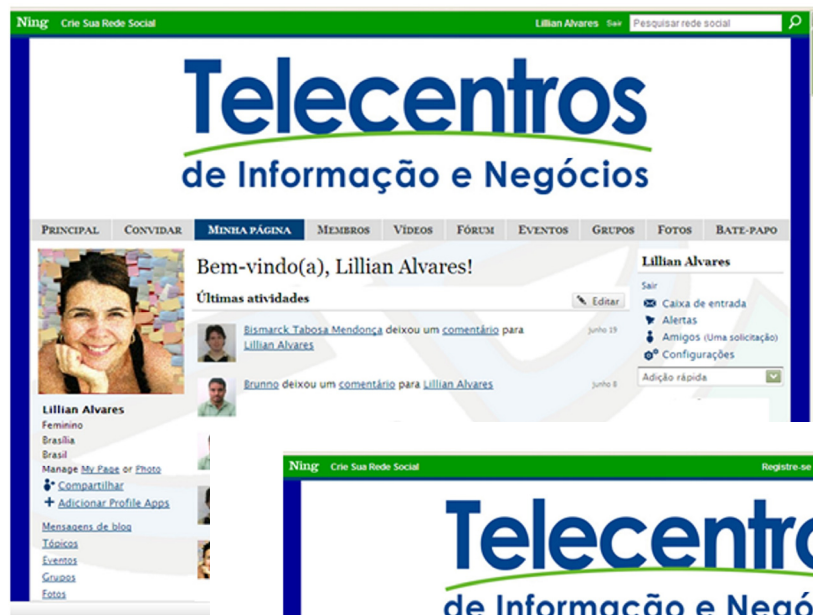 Ning Crie Sua Rede Social Lillian Alvares Sair Pesquisar rede social
Telecentros
de Informação e Negócios
PRINCIPAL CONVIDAR MINHA PÁGINA MEMBROS VÍDEOS FÓRUM EVENTOS GRUPOS FOTOS BATE-PAPO
Bem-vindo(a), Lillian Alvares!
Últimas atividades Editar
Bismarck Tabosa Mendonça deixou um comentário para junho 19
Lillian Alvares
Brunno deixou um comentário para Lillian Alvares junho 8
Lillian Alvares
Sair
Caixa de entrada
Alertas
Amigos (Uma solicitação)
Configurações
Adição rápida
Lillian Alvares
Feminino
Brasília
Brasil
Manage My Page or Photo
Compartilhar
Adicionar Profile Apps
Mensagens de blog
Tópicos
Eventos
Grupos
Fotos
Ning Crie Sua Rede Social Registre-se
Telecentro
de Informação e Negó